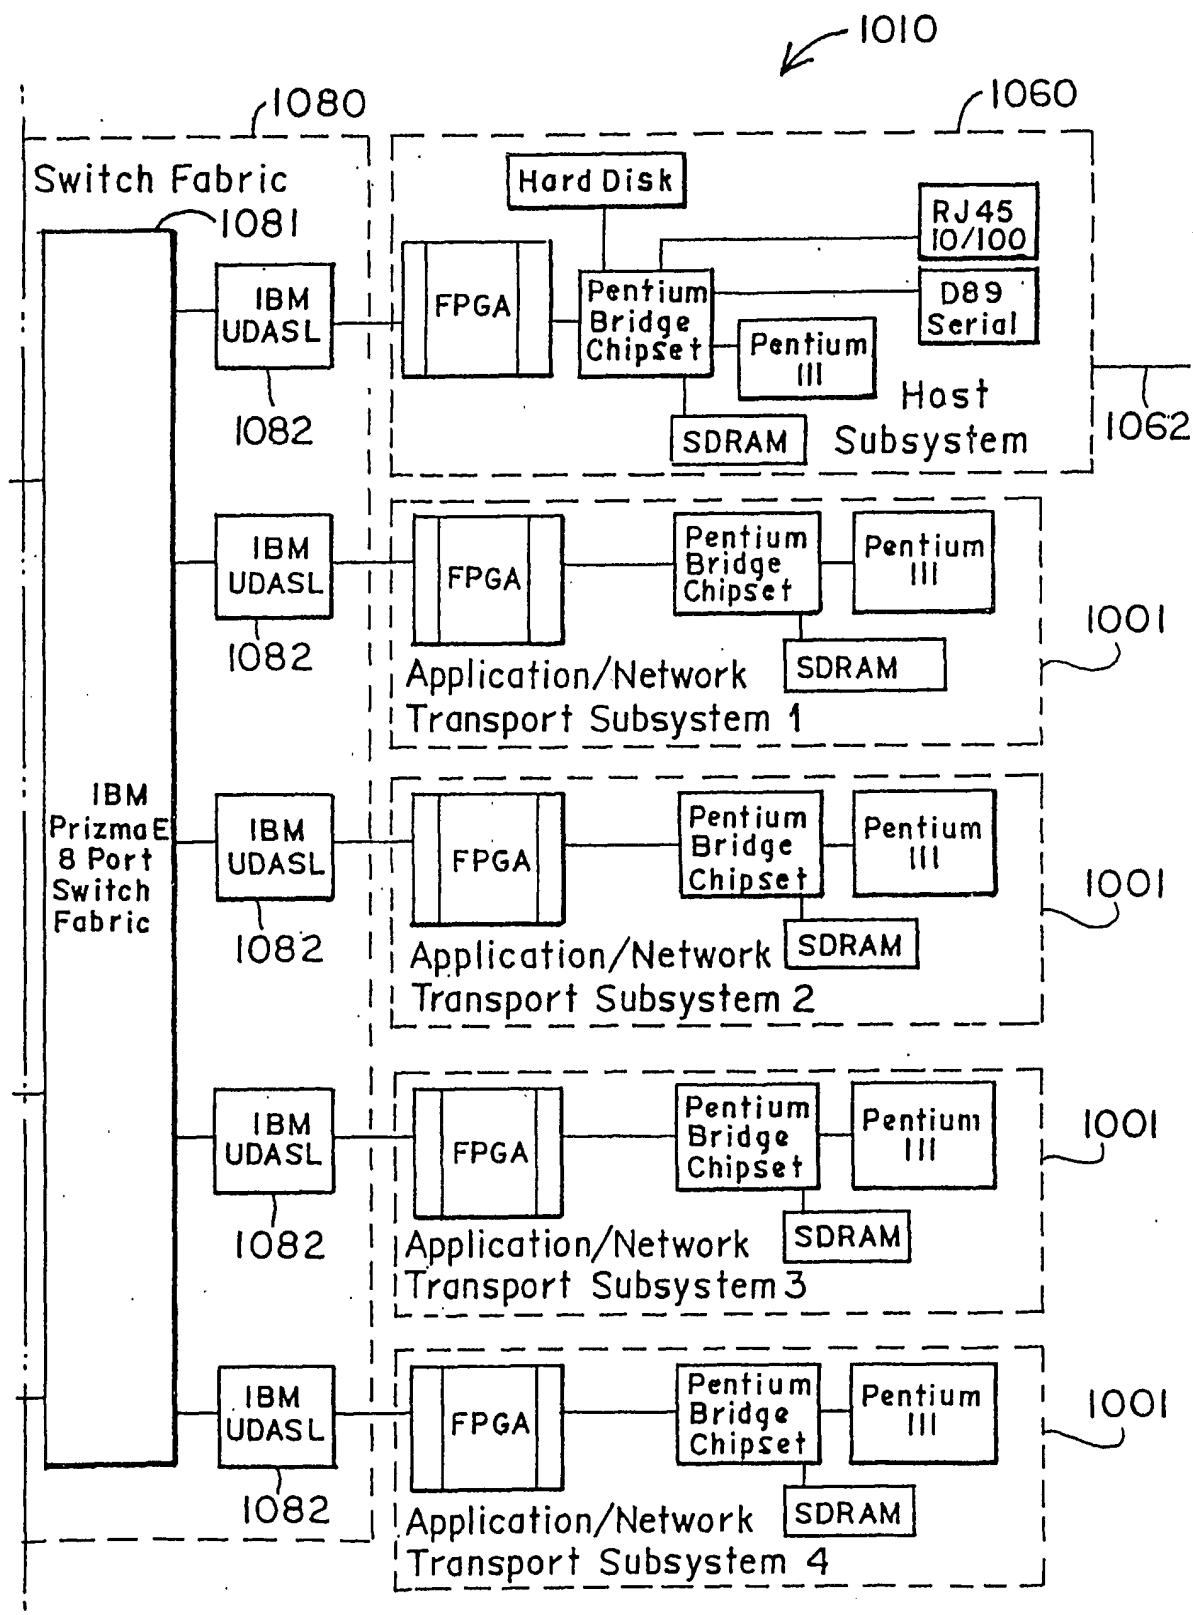 1010
1080
1060
Switch Fabric
1081
Hard Disk
RJ45
10/100
IBM
UDASL
FPGA
Pentium
Bridge
Chipset
D89
Serial
Pentium
III
1082
SDRAM
Host
Subsystem
1062
IBM
UDASL
FPGA
Pentium
Bridge
Chipset
Pentium
III
1082
SDRAM
1001
Application/Network
Transport Subsystem 1
IBM
PrizmaE
8 Port
Switch
Fabric
IBM
UDASL
FPGA
Pentium
Bridge
Chipset
Pentium
III
1082
SDRAM
1001
Application/Network
Transport Subsystem 2
IBM
UDASL
FPGA
Pentium
Bridge
Chipset
Pentium
III
1082
SDRAM
1001
Application/Network
Transport Subsystem 3
IBM
UDASL
FPGA
Pentium
Bridge
Chipset
Pentium
III
1082
SDRAM
1001
Application/Network
Transport Subsystem 4